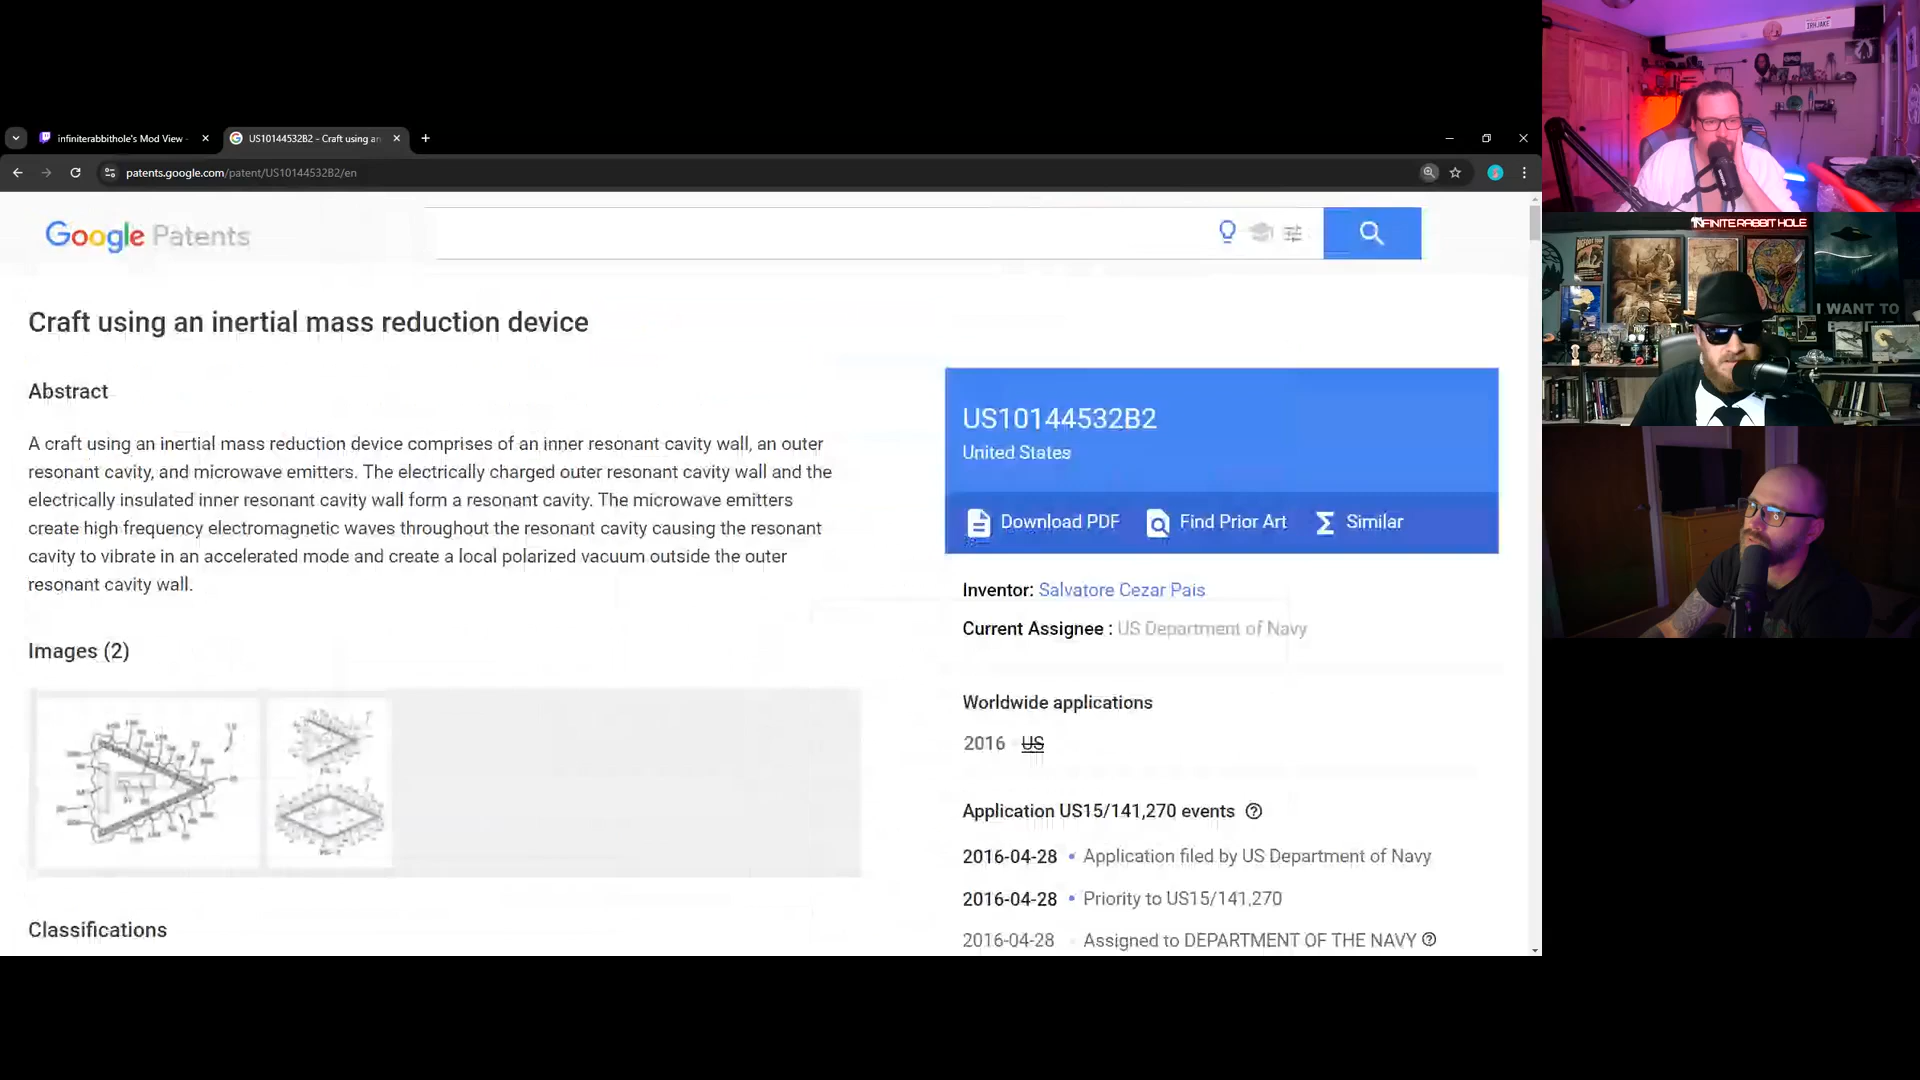 infiniterabbithole's Mod View -
US10144532B2 - Craft using an
patents.google.com/patent/US10144532B2/en
Google Patents
Craft using an inertial mass reduction device
Abstract
A craft using an inertial mass reduction device comprises of an inner resonant cavity wall, an outer
resonant cavity, and microwave emitters. The electrically charged outer resonant cavity wall and the
electrically insulated inner resonant cavity wall form a resonant cavity. The microwave emitters
create high frequency electromagnetic waves throughout the resonant cavity causing the resonant
cavity to vibrate in an accelerated mode and create a local polarized vacuum outside the outer
resonant cavity wall.
Images (2)
Classifications
US10144532B2
United States
Download PDF Find Prior Art Similar
Inventor: Salvatore Cezar Pais
Current Assignee : US Department of Navy
Worldwide applications
2016 US
Application US15/141,270 events
2016-04-28 • Application filed by US Department of Navy
2016-04-28 • Priority to US15/141,270
2016-04-28 Assigned to DEPARTMENT OF THE NAVY
INFINITE RABBIT HOLE
I WANT TO